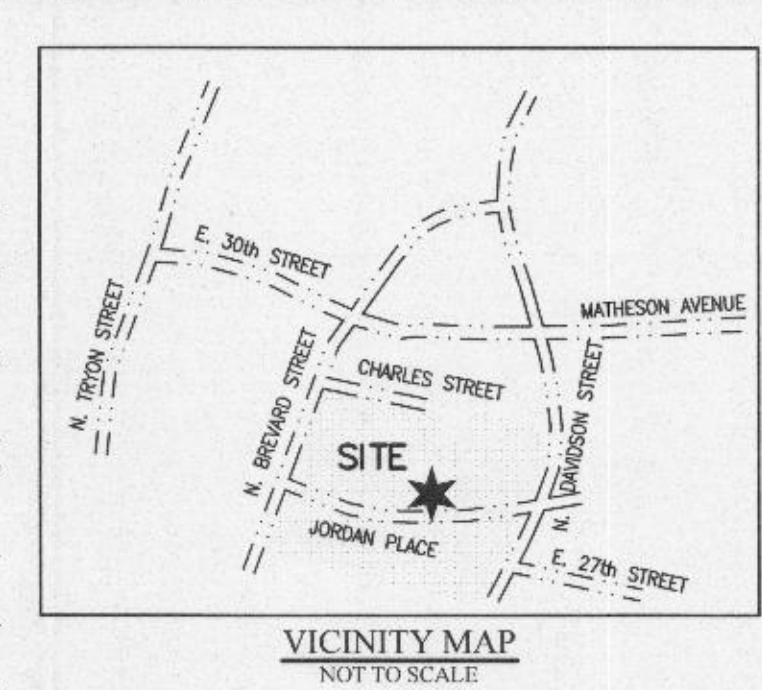 E. 30th STREET
MATHESON AVENUE
N. TRYON STREET
N. BREVARD STREET
CHARLES STREET
N. DAVIDSON STREET
SITE
JORDAN PLACE
E. 27th STREET
VICINITY MAP
NOT TO SCALE